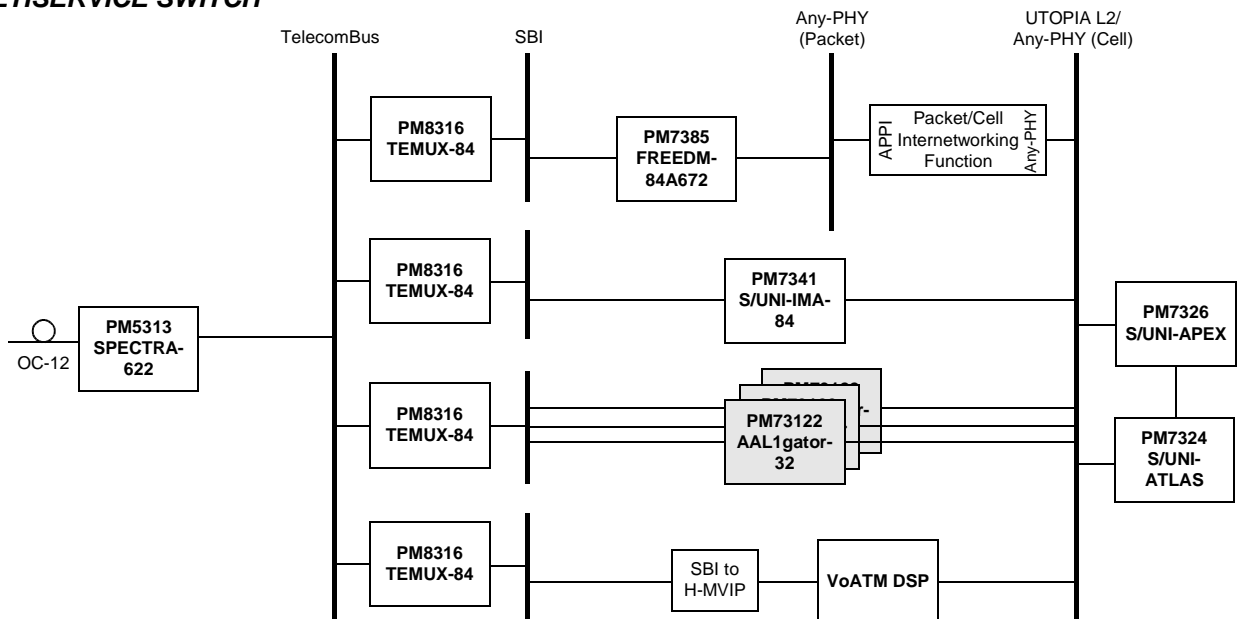 SWITCH
TelecomBus
SBI
Any-PHY
(Packet)
UTOPIA L2/
Any-PHY (Cell)
PM8316
TEMUX-84
PM7385
FREEDM-
84A672
APPI
Packet/Cell
Internetworking
Function
Any-PHY
PM8316
TEMUX-84
PM7341
S/UNI-IMA-
84
PM5313
SPECTRA-
622
OC-12
PM7326
S/UNI-APEX
PM8316
TEMUX-84
PM73122
AAL1gator-
32
PM7324
S/UNI-
ATLAS
PM8316
TEMUX-84
SBI to
H-MVIP
VoATM DSP